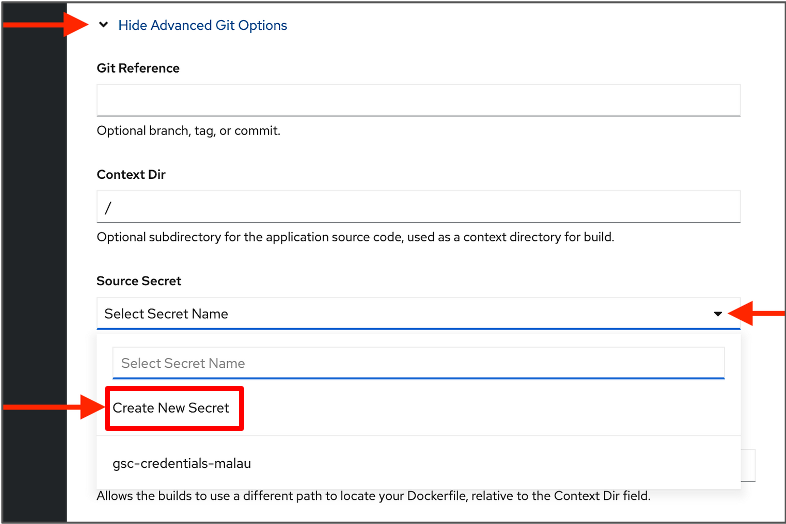 Hide Advanced Git Options
Git Reference
Optional branch, tag, or commit.
Context Dir
/
Optional subdirectory for the application source code, used as a context directory for build.
Source Secret
Select Secret Name
Select Secret Name
Create New Secret
gsc-credentials-malau
Allows the builds to use a different path to locate your Dockerfile, relative to the Context Dir field.